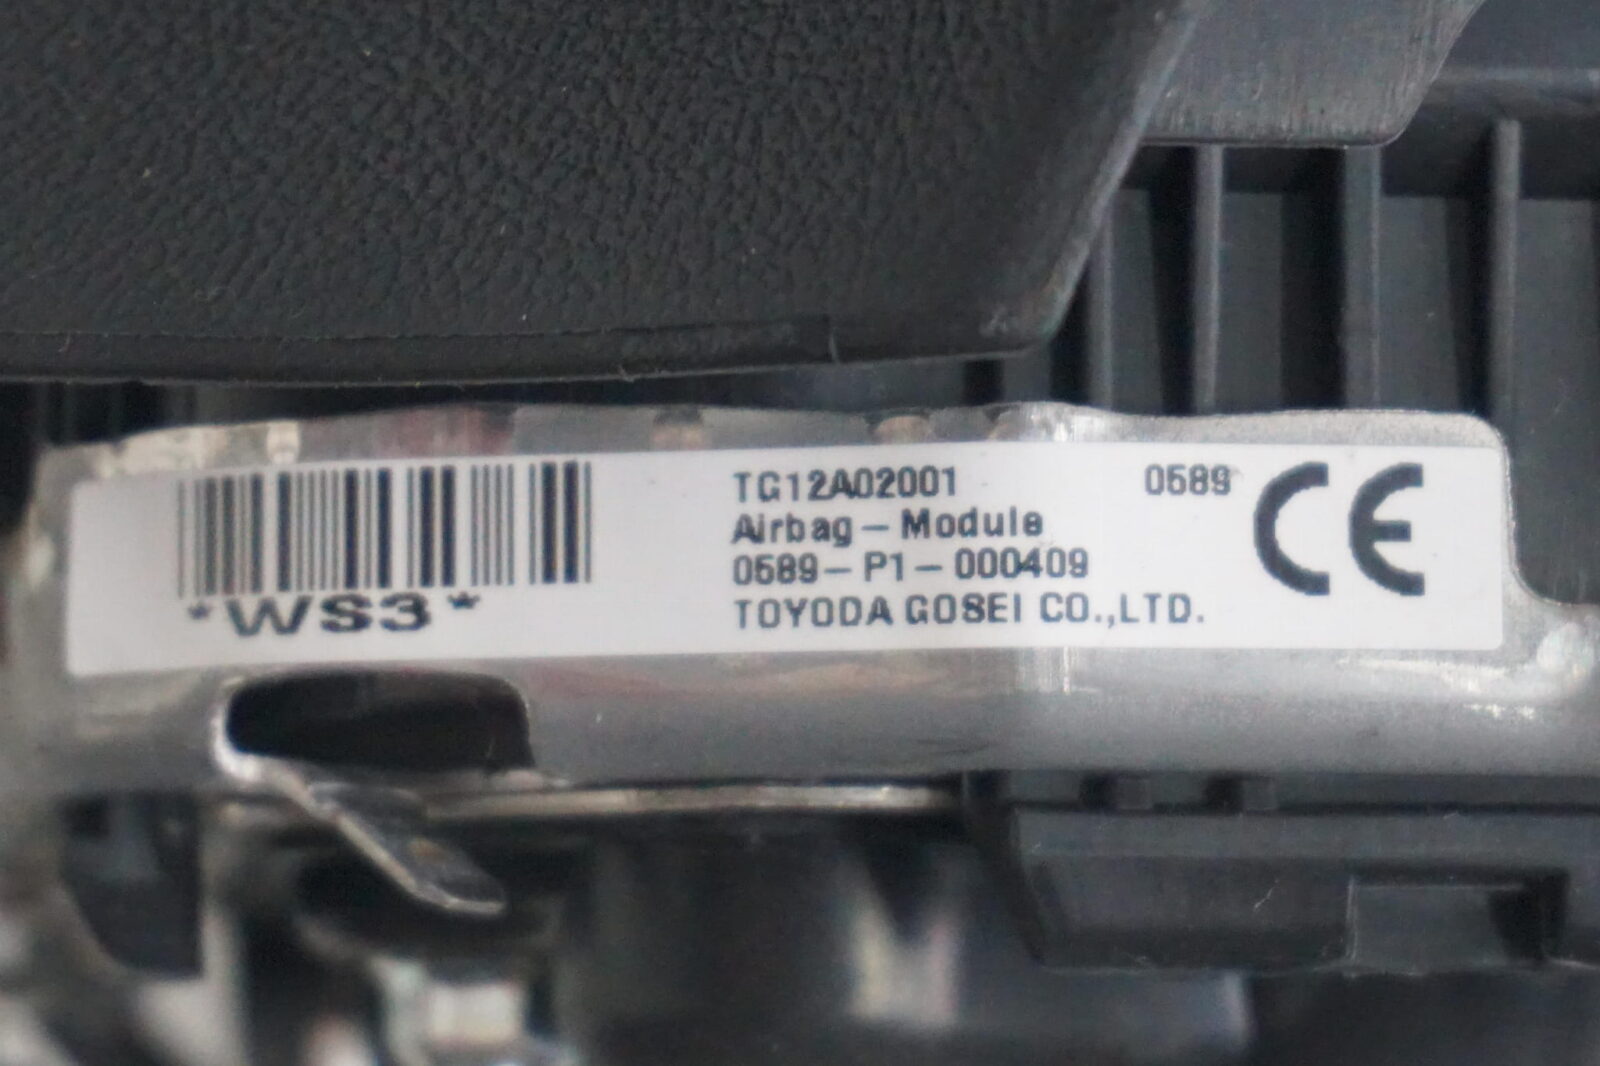 TG12A02001 0589 CE
Airbag-Module
0589-P1-000409
*WS3* TOYODA GOSEI CO.,LTD.